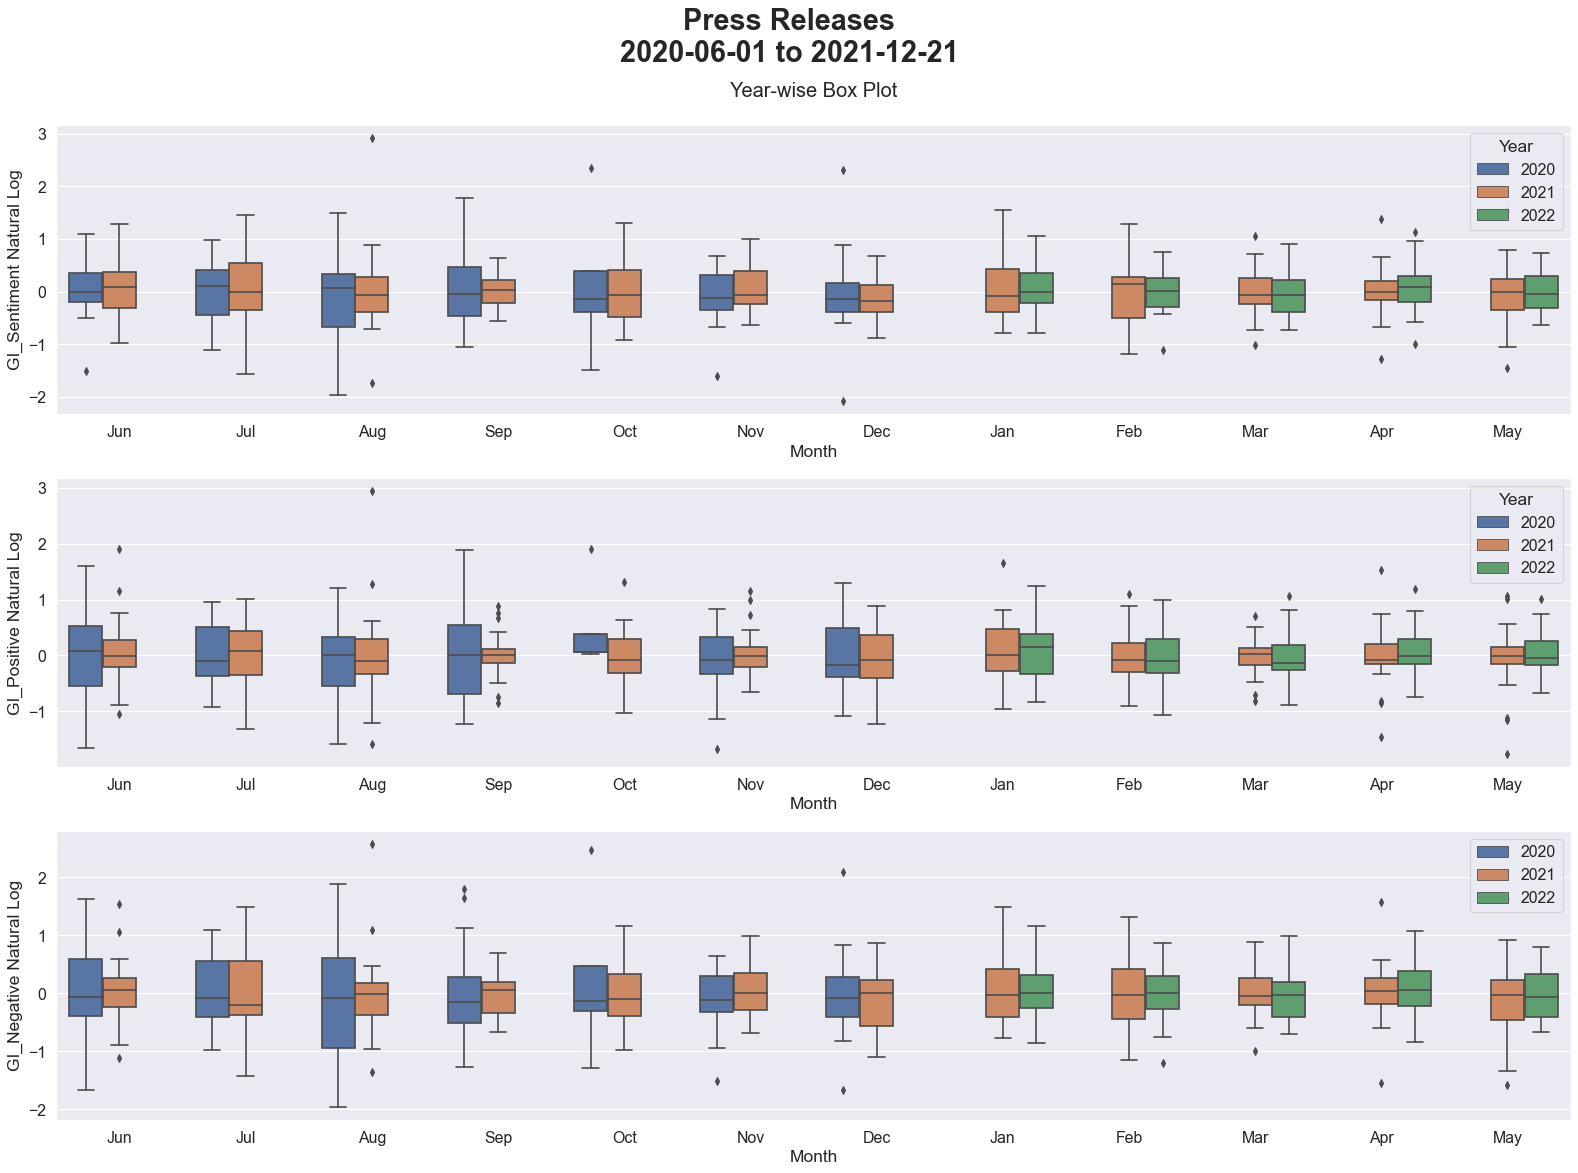 Press Releases
2020-06-01 to 2021-12-21
Year-wise Box Plot
GI_Sentiment Natural Log
3
2
1
0
−1
−2
Year
2020
2021
2022
Jun Jul Aug Sep Oct Nov Dec Jan Feb Mar Apr May
Month
GI_Positive Natural Log
3
2
1
0
−1
Year
2020
2021
2022
Jun Jul Aug Sep Oct Nov Dec Jan Feb Mar Apr May
Month
GI_Negative Natural Log
2
1
0
−1
−2
2020
2021
2022
Jun Jul Aug Sep Oct Nov Dec Jan Feb Mar Apr May
Month